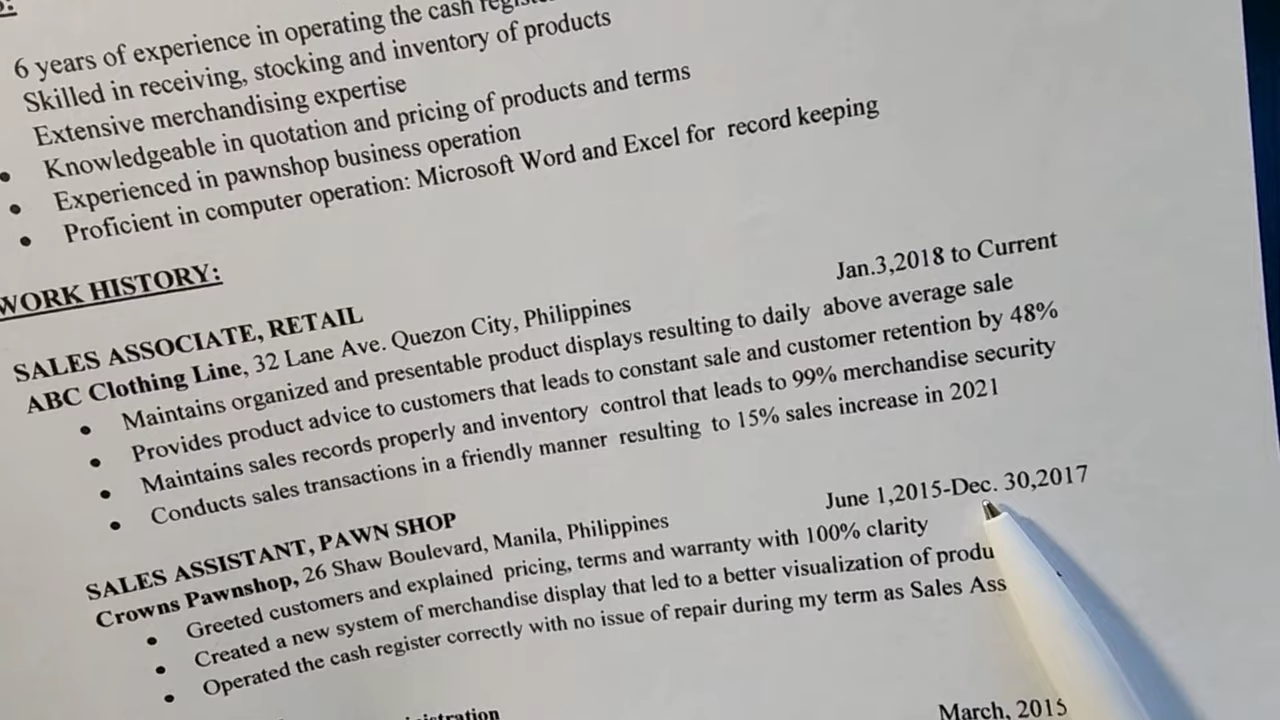 6 years of experience in operating the cash
Skilled in receiving, stocking and inventory of products
Extensive merchandising expertise
• Knowledgeable in quotation and pricing of products and terms
• Experienced in pawnshop business operation
• Proficient in computer operation: Microsoft Word and Excel for record keeping
WORK HISTORY:
SALES ASSOCIATE, RETAIL Jan.3,2018 to Current
ABC Clothing Line, 32 Lane Ave. Quezon City, Philippines
• Maintains organized and presentable product displays resulting to daily above average sale
• Provides product advice to customers that leads to constant sale and customer retention by 48%
• Maintains sales records properly and inventory control that leads to 99% merchandise security
• Conducts sales transactions in a friendly manner resulting to 15% sales increase in 2021
SALES ASSISTANT, PAWN SHOP June 1,2015-Dec. 30,2017
Crowns Pawnshop, 26 Shaw Boulevard, Manila, Philippines
• Greeted customers and explained pricing, terms and warranty with 100% clarity
• Created a new system of merchandise display that led to a better visualization of produ
• Operated the cash register correctly with no issue of repair during my term as Sales Ass
March, 2015